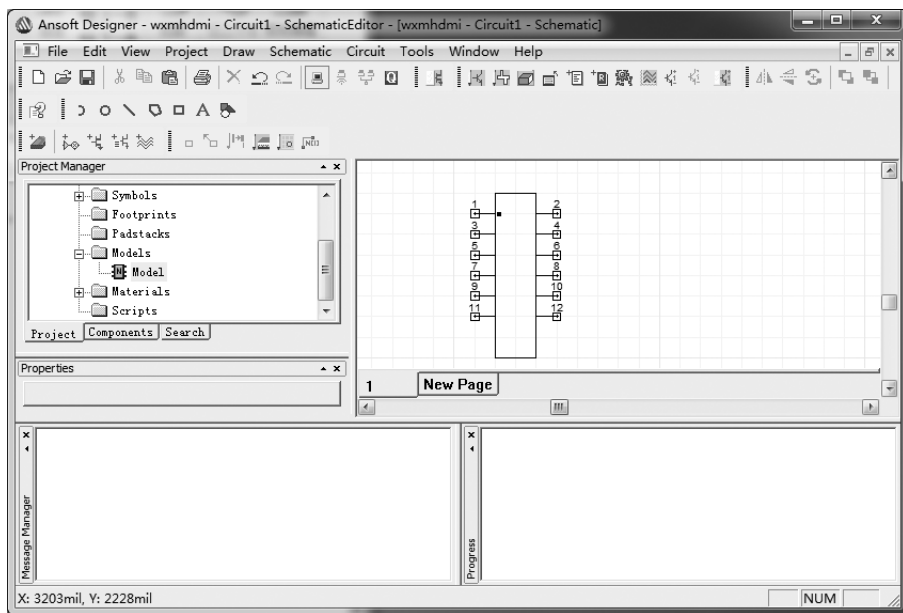 Ansoft Designer - wxmhdmi - Circuit1 - SchematicEditor - [wxmhdmi - Circuit1 - Schematic]
File Edit View Project Draw Schematic Circuit Tools Window Help
Project Manager
Symbols
Footprints
Padstacks
Models
Model
Materials
Scripts
Project Components Search
Properties
1 2
3 4
5 6
7 8
9 10
11 12
1 New Page
Message Manager
Progress
X: 3203mil, Y: 2228mil
NUM